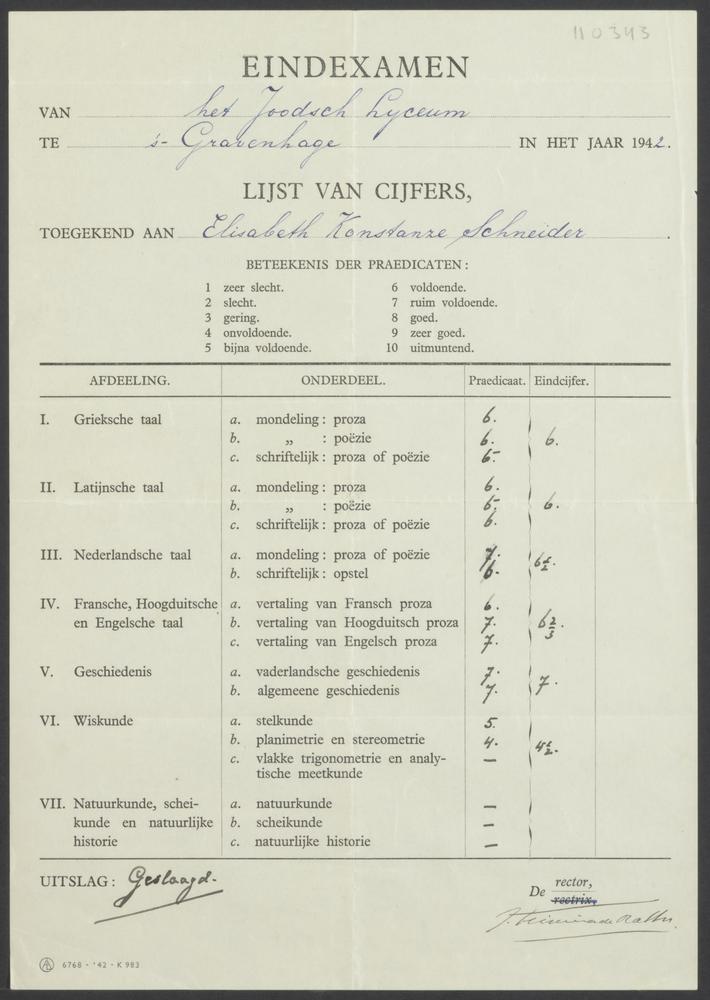 110343
EINDEXAMEN
VAN het Joodsch Lyceum
TE 's-Gravenhage IN HET JAAR 1942.
LIJST VAN CIJFERS,
TOEGEKEND AAN Elisabeth Konstanze Schneider.
BETEEKENIS DER PRAEDICATEN:
1 zeer slecht. 6 voldoende.
2 slecht. 7 ruim voldoende.
3 gering. 8 goed.
4 onvoldoende. 9 zeer goed.
5 bijna voldoende. 10 uitmuntend.
AFDEELING. ONDERDEEL. Praedicaat. Eindcijfer.
I. Grieksche taal a. mondeling: proza 6.
b. „ : poëzie 6. 6.
c. schriftelijk: proza of poëzie 6-
II. Latijnsche taal a. mondeling: proza 6.
b. „ : poëzie 6. 6.
c. schriftelijk: proza of poëzie 6.
III. Nederlandsche taal a. mondeling: proza of poëzie 7. 6½.
b. schriftelijk: opstel 6.
IV. Fransche, Hoogduitsche a. vertaling van Fransch proza 6.
en Engelsche taal b. vertaling van Hoogduitsch proza 7. 6⅔.
c. vertaling van Engelsch proza 7.
V. Geschiedenis a. vaderlandsche geschiedenis 7.
b. algemeene geschiedenis 7. 7.
VI. Wiskunde a. stelkunde 5.
b. planimetrie en stereometrie 4. 4½.
c. vlakke trigonometrie en analy- —
tische meetkunde
VII. Natuurkunde, schei- a. natuurkunde —
kunde en natuurlijke b. scheikunde —
historie c. natuurlijke historie —
UITSLAG: Geslaagd.
De rector,
rectrix,
6768 - '42 - K 983